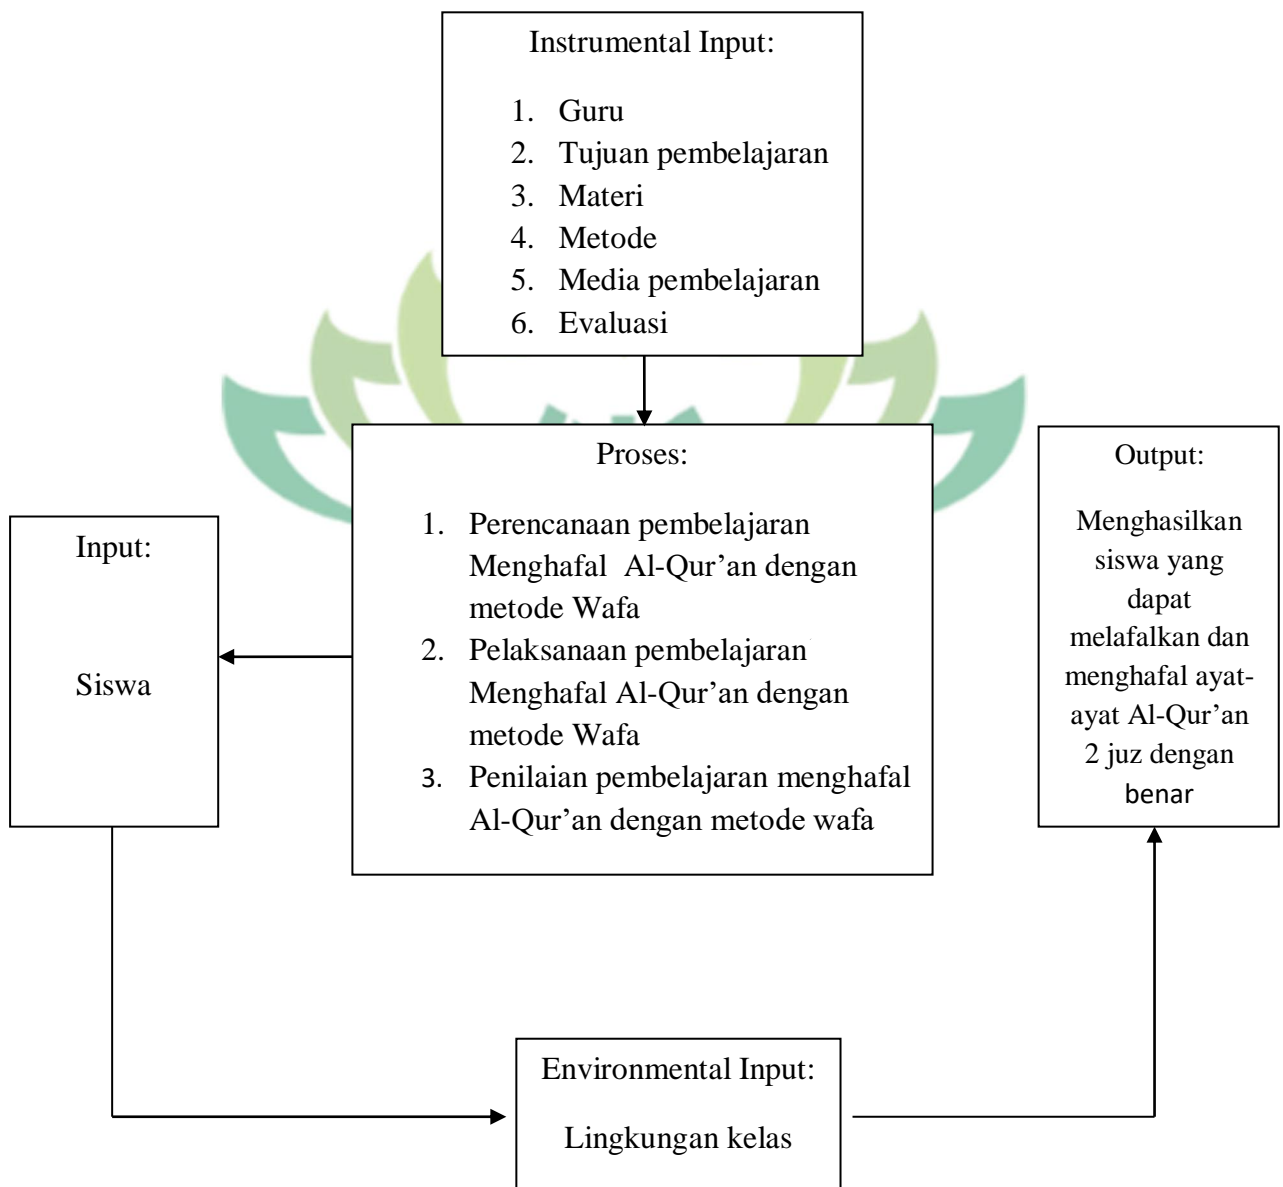 Instrumental Input:
1. Guru
2. Tujuan pembelajaran
3. Materi
4. Metode
5. Media pembelajaran
6. Evaluasi
Proses:
1. Perencanaan pembelajaran
Menghafal Al-Qur’an dengan
metode Wafa
2. Pelaksanaan pembelajaran
Menghafal Al-Qur’an dengan
metode Wafa
3. Penilaian pembelajaran menghafal
Al-Qur’an dengan metode wafa
Input:
Siswa
Output:
Menghasilkan
siswa yang
dapat
melafalkan dan
menghafal ayat-
ayat Al-Qur’an
2 juz dengan
benar
Environmental Input:
Lingkungan kelas